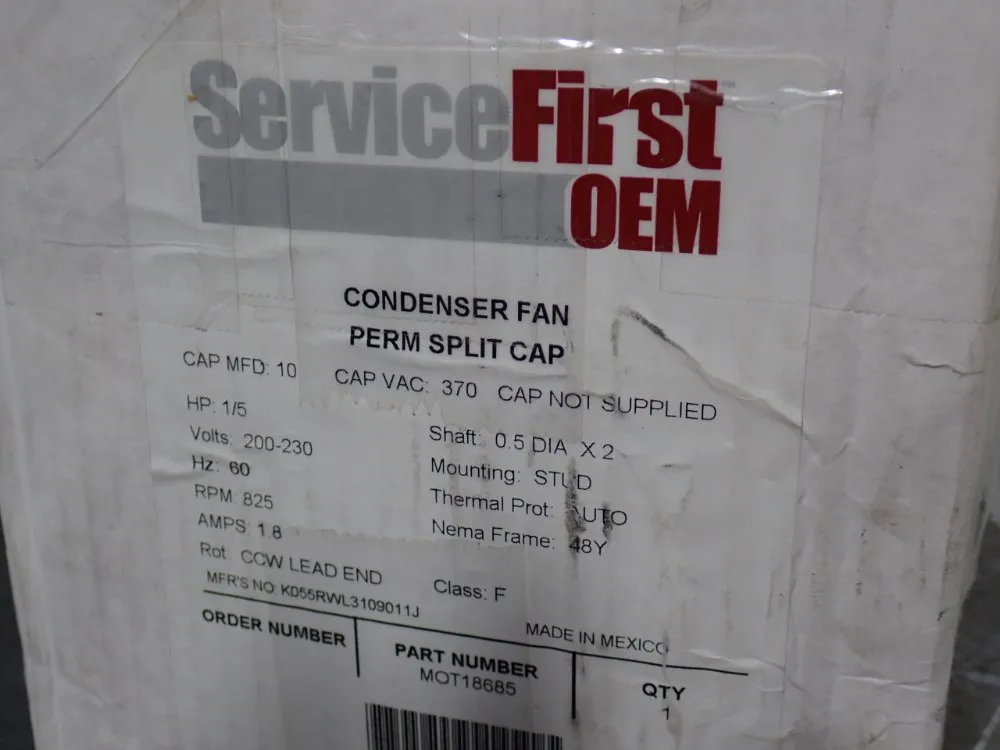 ServiceFirst
OEM
CONDENSER FAN
PERM SPLIT CAP
CAP MFD: 10 CAP VAC: 370 CAP NOT SUPPLIED
HP: 1/5
Volts: 200-230
Hz: 60
RPM: 825
AMPS: 1.8
Rot: CCW LEAD END
Shaft: 0.5 DIA X 2
Mounting: STUD
Thermal Prot: AUTO
Nema Frame: 48Y
Class: F
MFR'S NO: K055RWL3109011J
MADE IN MEXICO
ORDER NUMBER
PART NUMBER
MOT18685
QTY
1